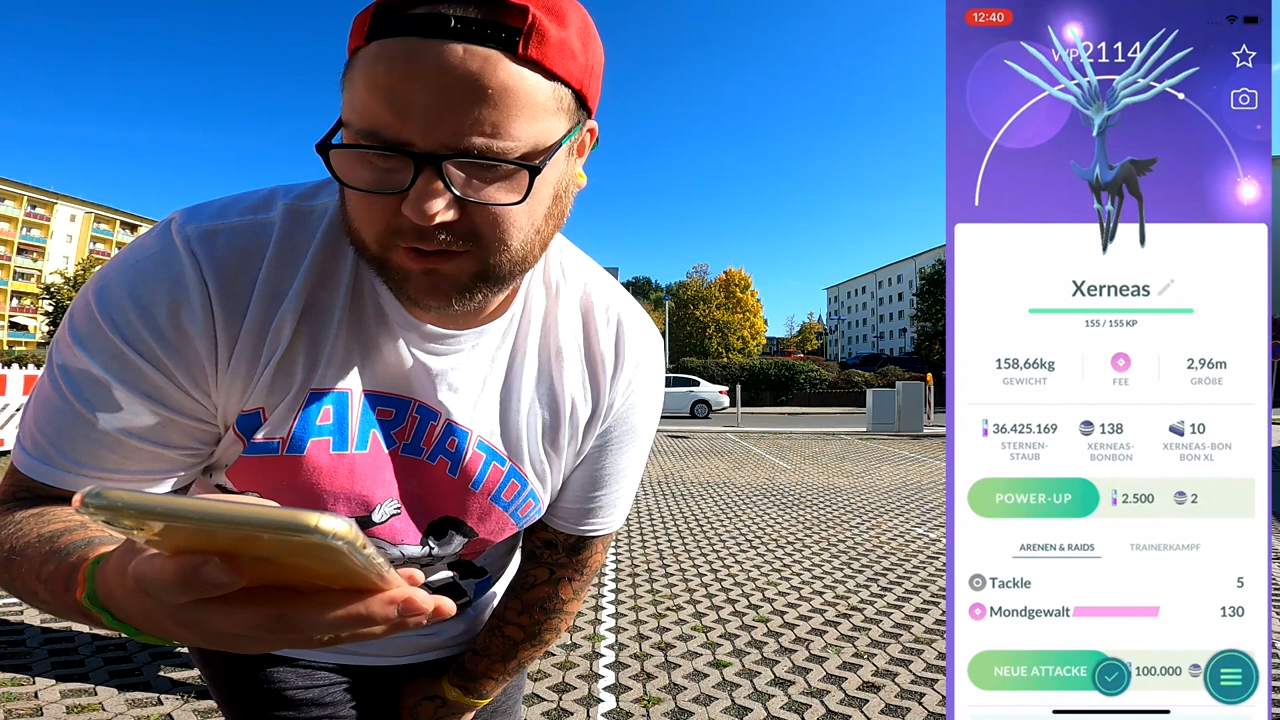 LARIATOO
12:40
WP2114
Xerneas
155 / 155 KP
158,66kg
GEWICHT
FEE
2,96m
GRÖßE
36.425.169
STERNEN-
STAUB
138
XERNEAS-
BONBON
10
XERNEAS-BON
BON XL
POWER-UP
2.500
2
ARENEN & RAIDS
TRAINERKAMPF
Tackle
5
Mondgewalt
130
NEUE ATTACKE
100.000